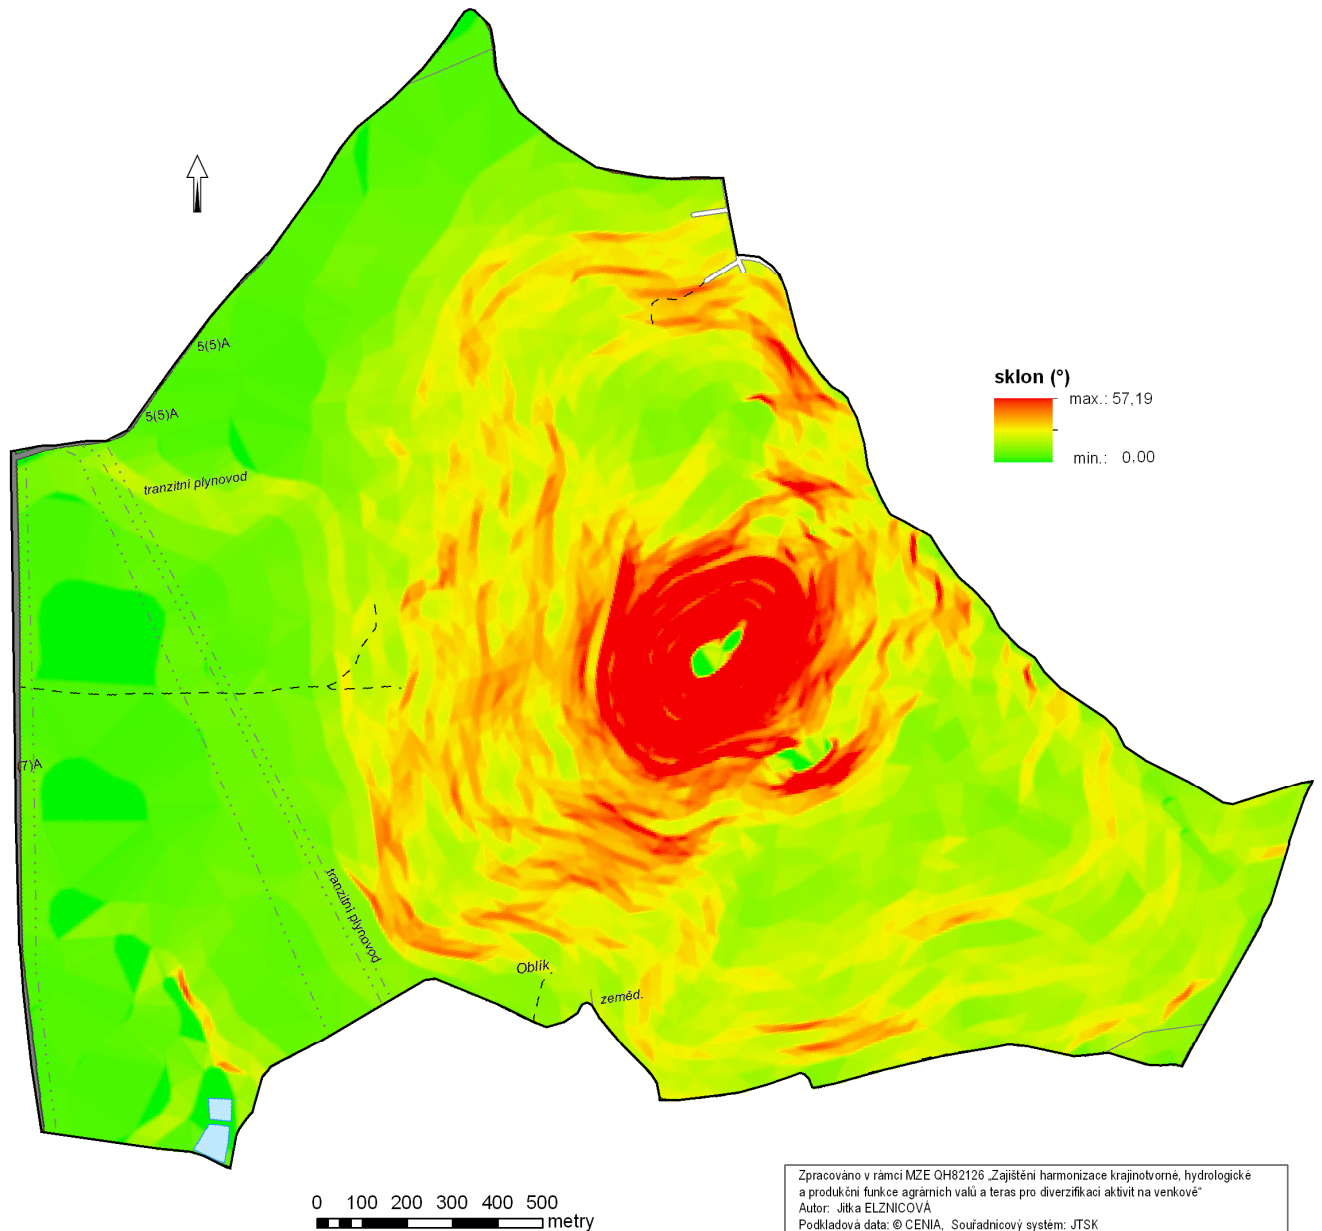 5(5)A
sklon (°)
max.: 57,19
min.: 0,00
5(5)A
tranzitní plynovod
(7)A
tranzitní plynovod
Oblík
zeměd.
Zpracováno v rámci MZE QH82126 „Zajištění harmonizace krajinotvorné, hydrologické
a produkční funkce agrárních valů a teras pro diverzifikaci aktivit na venkově“
Autor: Jitka ELZNICOVÁ
Podkladová data: © CENIA, Souřadnicový systém: JTSK
0 100 200 300 400 500
metry